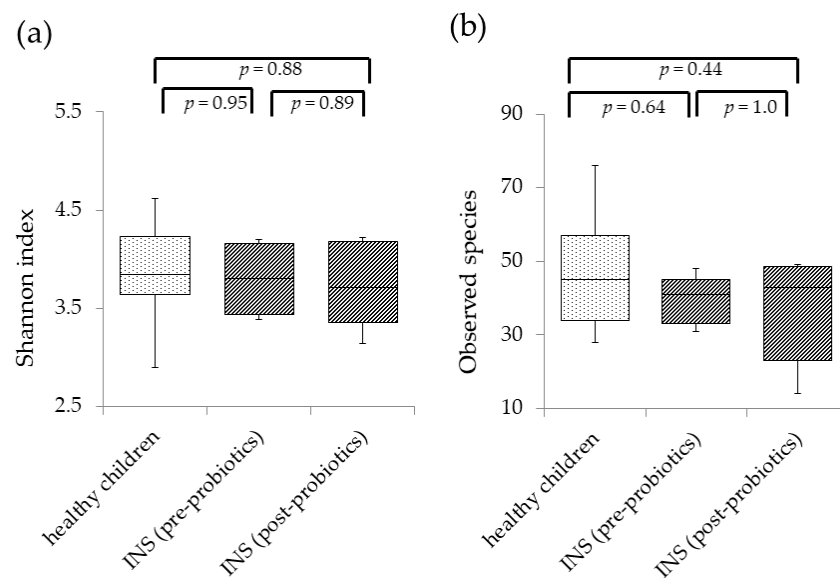 (a)
p = 0.88
p = 0.95
p = 0.89
5.5
4.5
3.5
2.5
Shannon index
healthy children
INS (pre-probiotics)
INS (post-probiotics)
(b)
p = 0.44
p = 0.64
p = 1.0
90
70
50
30
10
Observed species
healthy children
INS (pre-probiotics)
INS (post-probiotics)